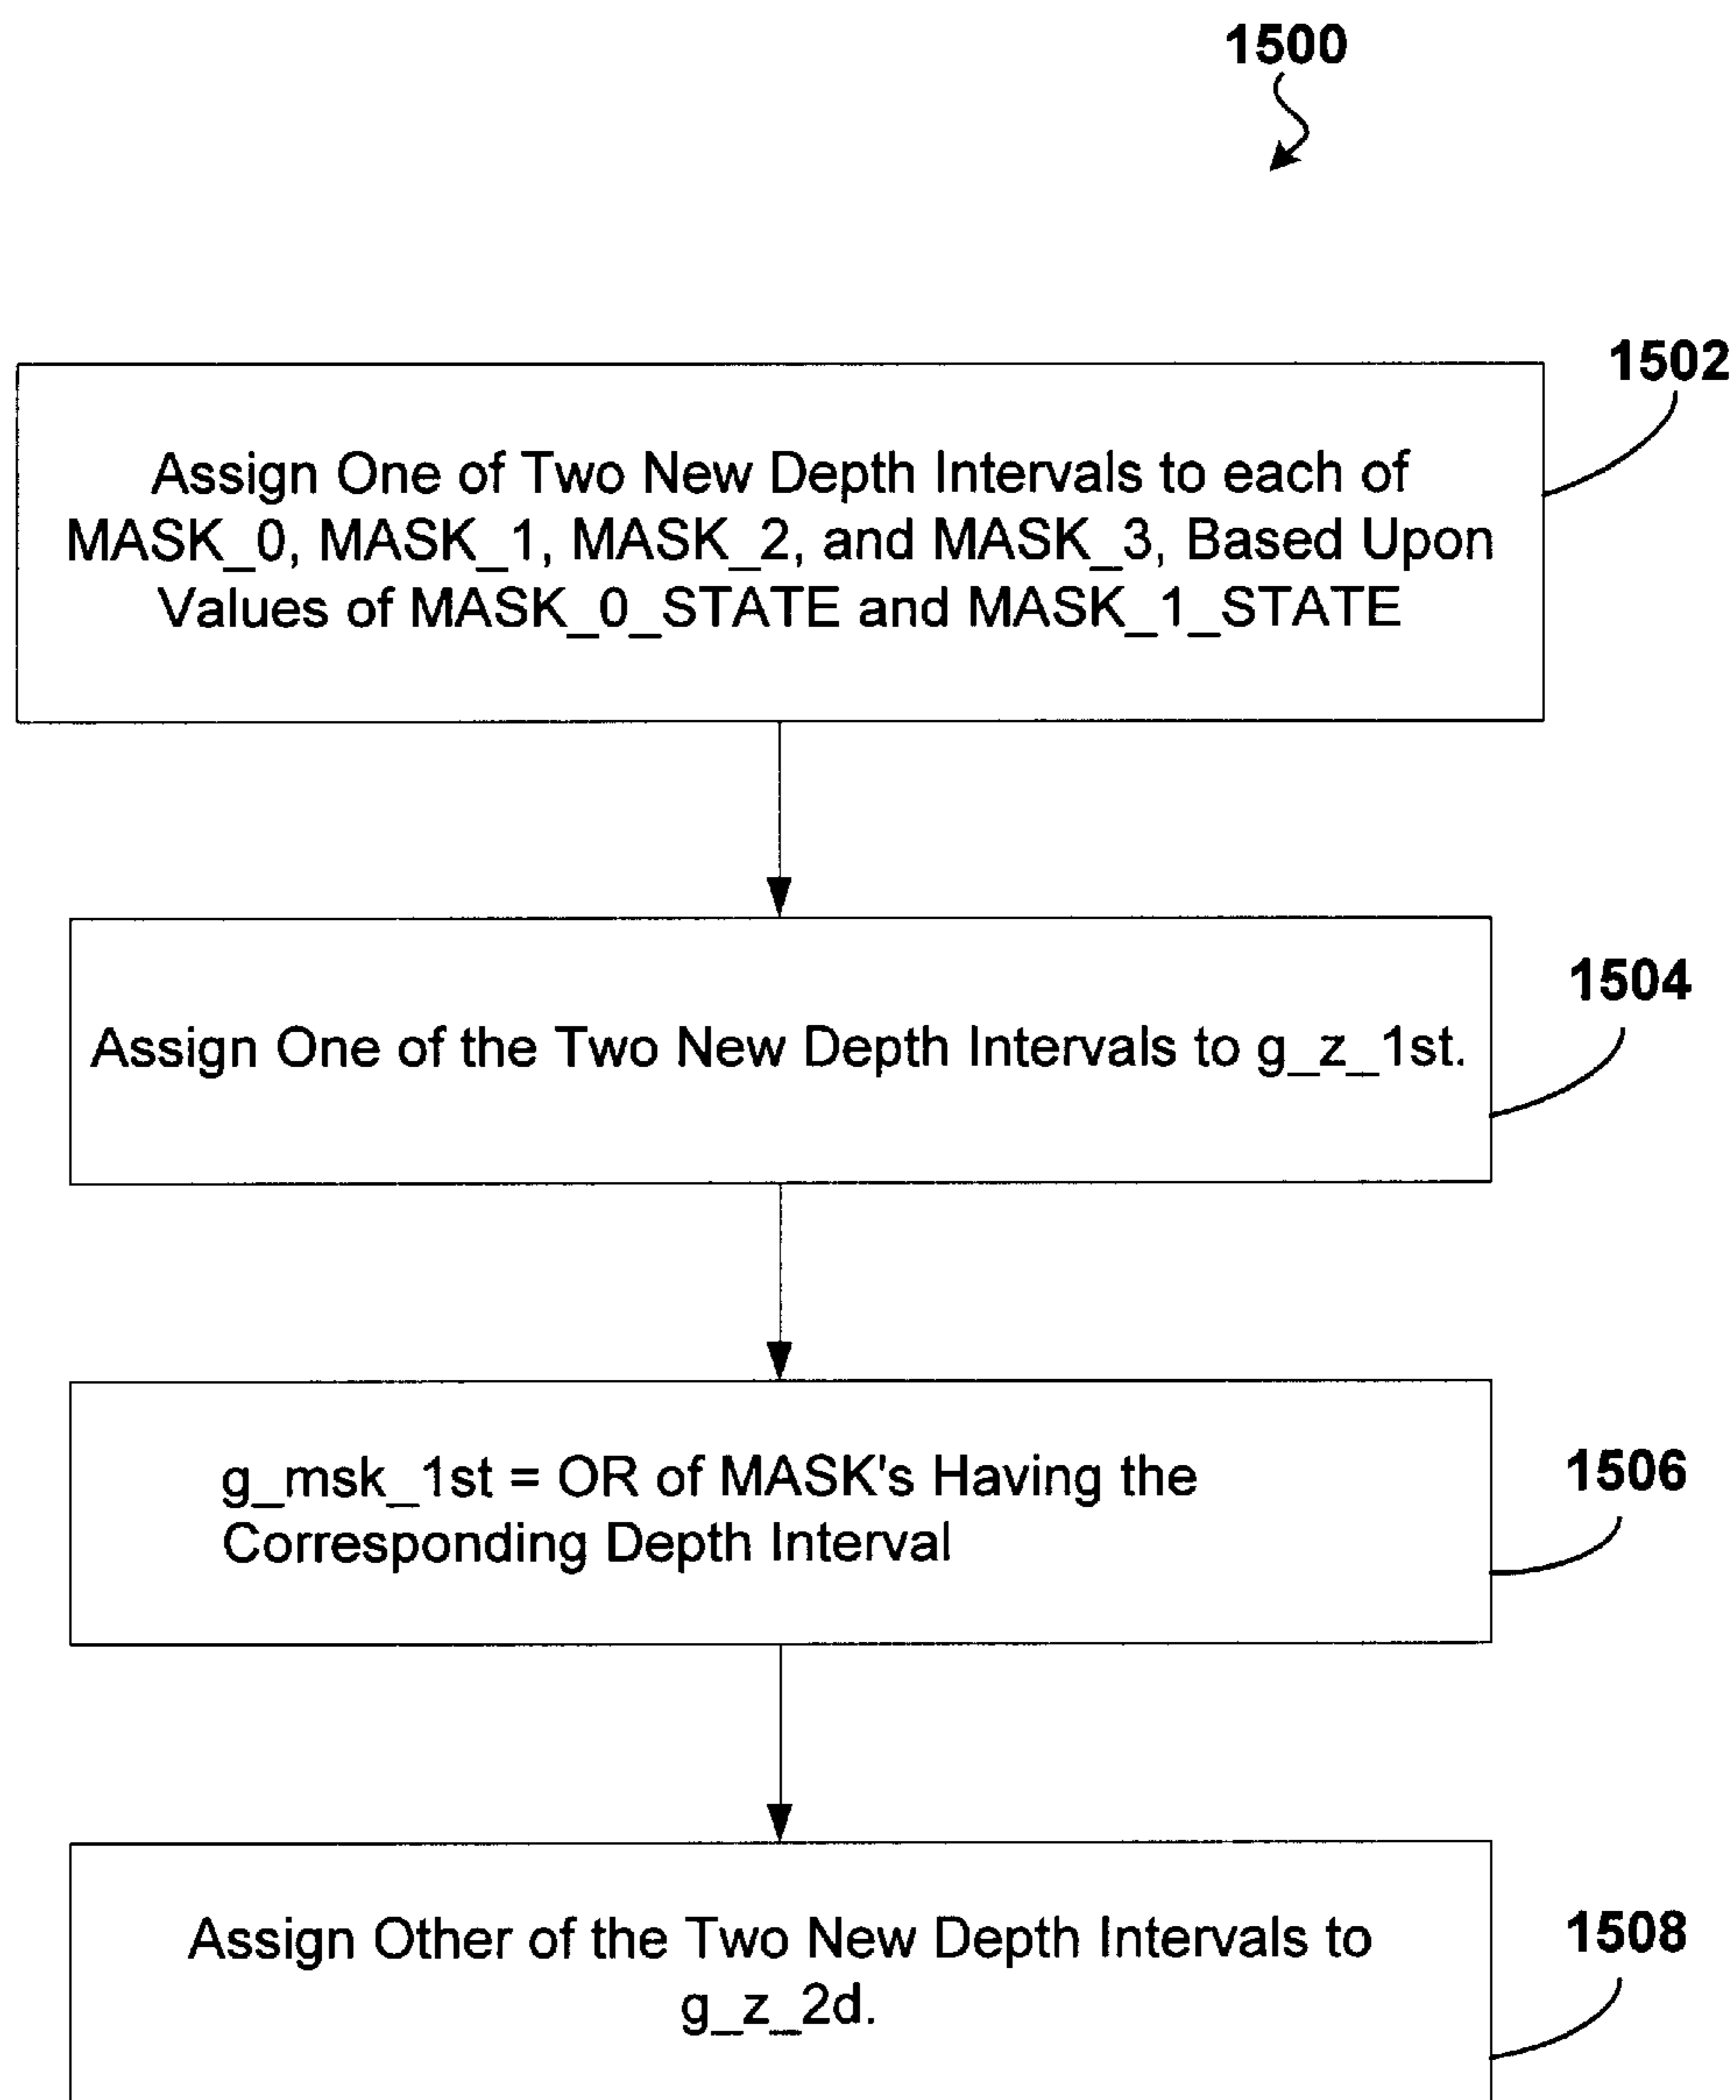 1500
1502
Assign One of Two New Depth Intervals to each of
MASK_0, MASK_1, MASK_2, and MASK_3, Based Upon
Values of MASK_0_STATE and MASK_1_STATE
1504
Assign One of the Two New Depth Intervals to g_z_1st.
1506
g_msk_1st = OR of MASK's Having the
Corresponding Depth Interval
1508
Assign Other of the Two New Depth Intervals to
g_z_2d.